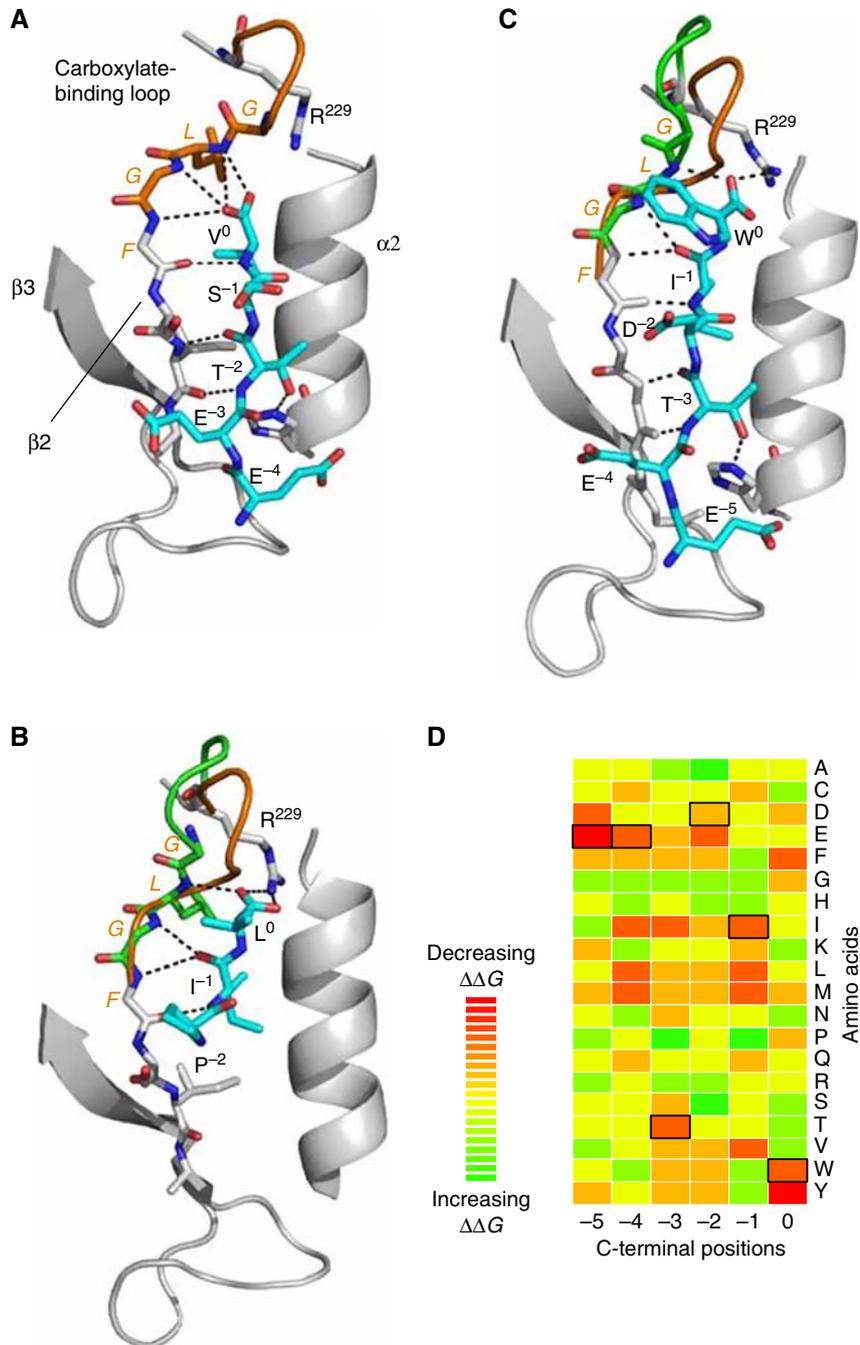 A
Carboxylate-
binding loop
G
R229
L
G
V0
F
α2
β3
S–1
T–2
E–3
β2
E–4
C
G
R229
L
G
W0
F
I–1
D–2
T–3
E–4
E–5
B
R229
G
L
G
L0
I–1
F
P–2
D
Decreasing
ΔΔG
Increasing
ΔΔG
A
C
D
E
F
G
H
I
K
L
M
N
P
Q
R
S
T
V
W
Y
Amino acids
–5 –4 –3 –2 –1 0
C-terminal positions